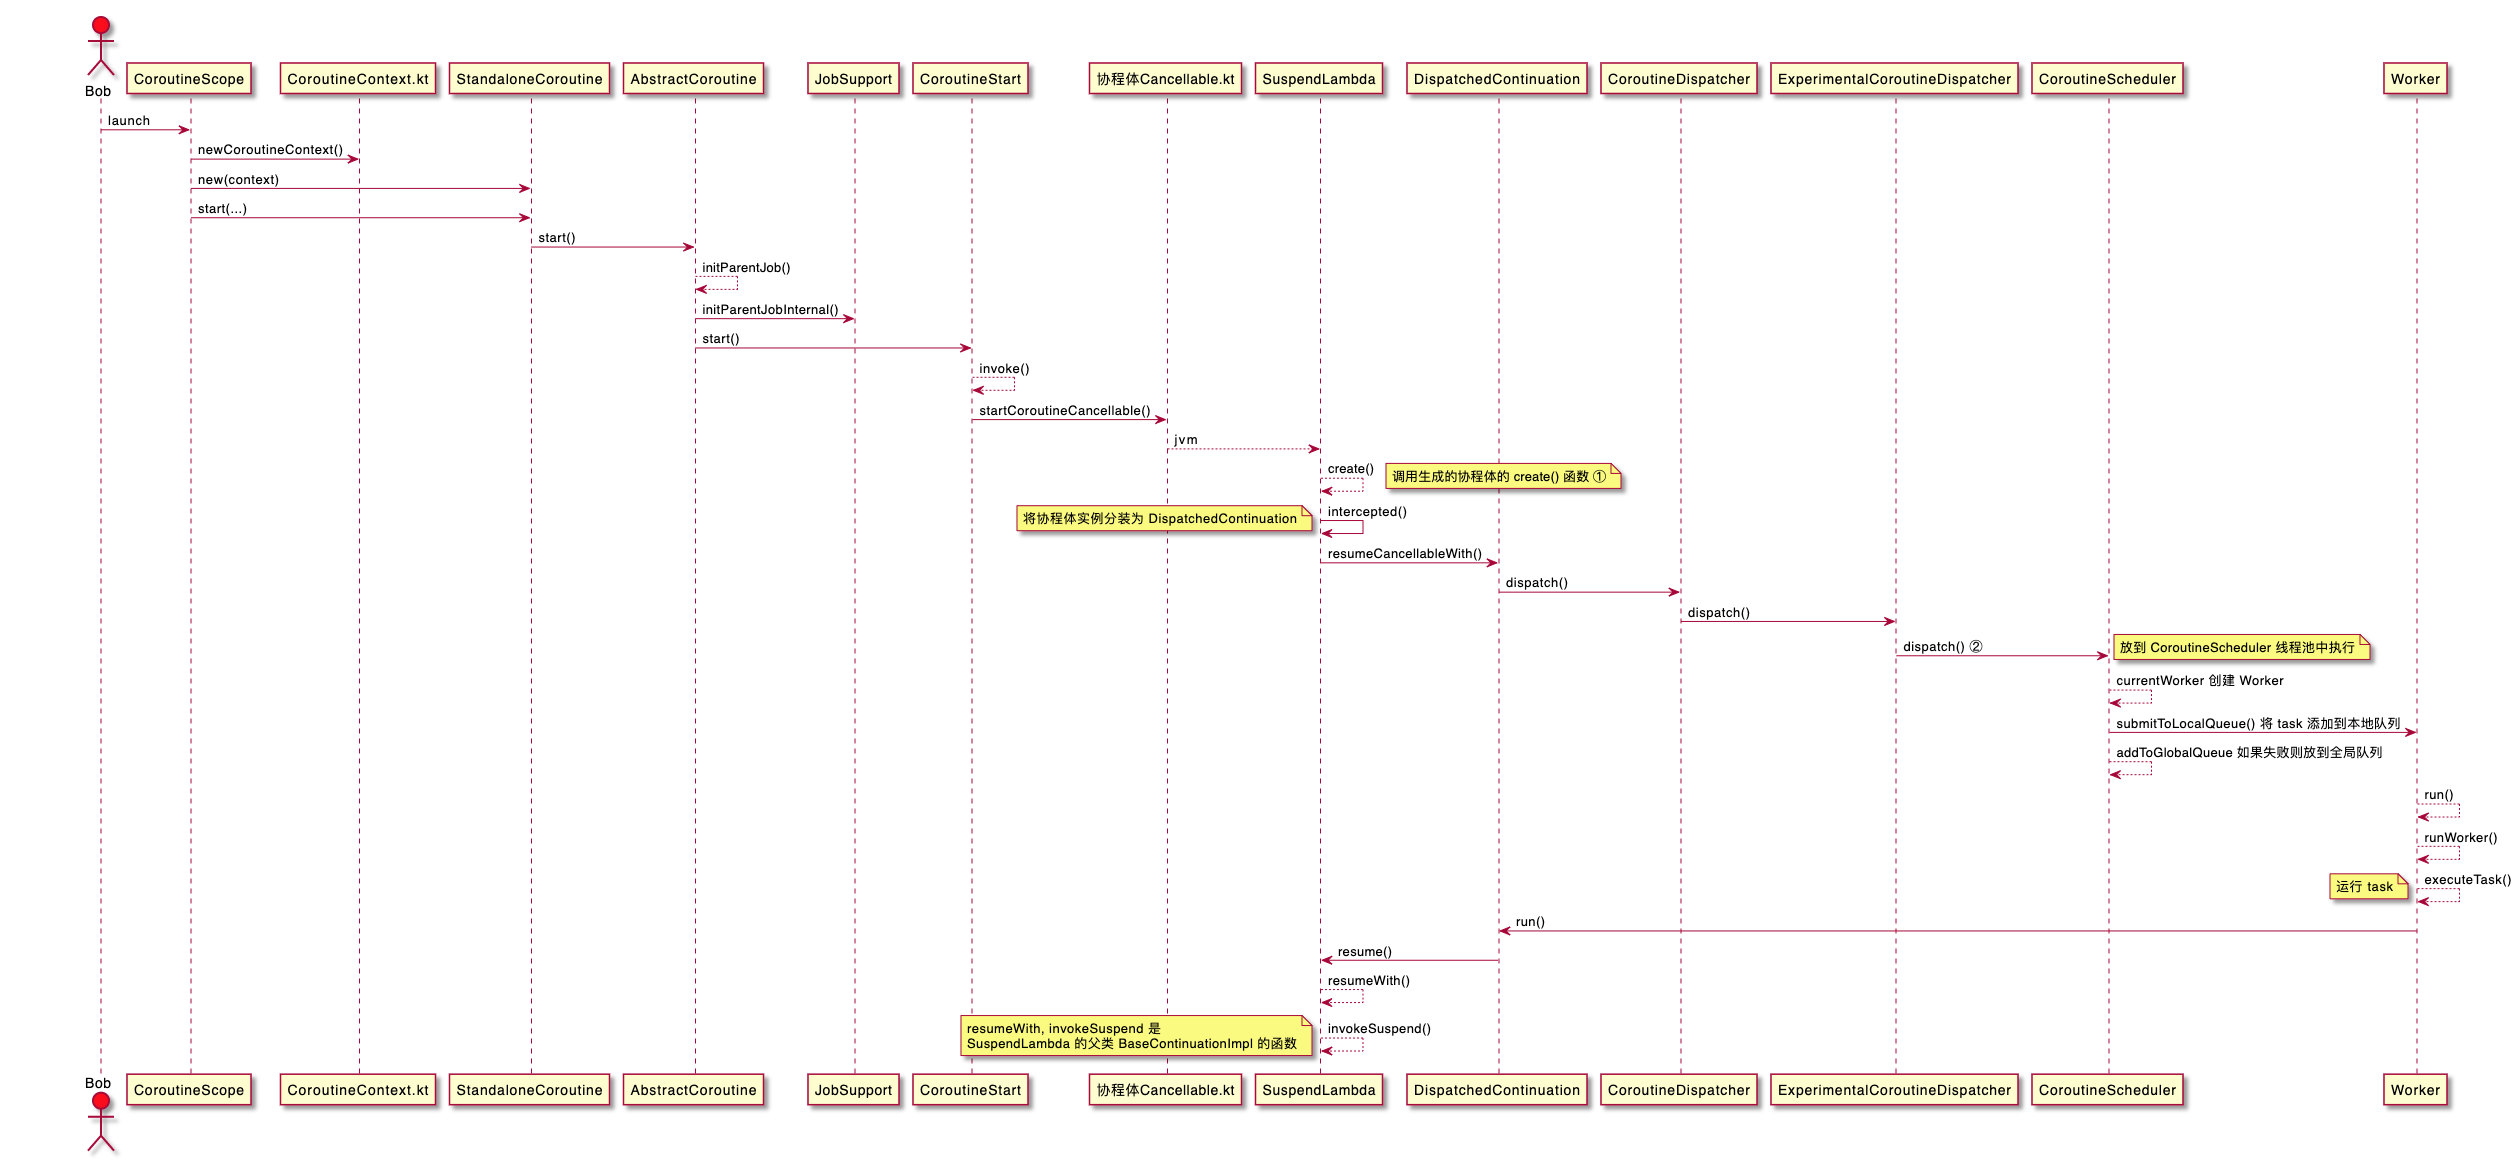 Bob
CoroutineScope
CoroutineContext.kt
StandaloneCoroutine
AbstractCoroutine
JobSupport
CoroutineStart
协程体Cancellable.kt
SuspendLambda
DispatchedContinuation
CoroutineDispatcher
ExperimentalCoroutineDispatcher
CoroutineScheduler
Worker
launch
newCoroutineContext()
new(context)
start(...)
start()
initParentJob()
initParentJobInternal()
start()
invoke()
startCoroutineCancellable()
jvm
create()
调用生成的协程体的 create() 函数 ①
将协程体实例分装为 DispatchedContinuation
intercepted()
resumeCancellableWith()
dispatch()
dispatch()
dispatch() ②
放到 CoroutineScheduler 线程池中执行
currentWorker 创建 Worker
submitToLocalQueue() 将 task 添加到本地队列
addToGlobalQueue 如果失败则放到全局队列
run()
runWorker()
运行 task
executeTask()
run()
resume()
resumeWith()
resumeWith, invokeSuspend 是
SuspendLambda 的父类 BaseContinuationImpl 的函数
invokeSuspend()
Bob
CoroutineScope
CoroutineContext.kt
StandaloneCoroutine
AbstractCoroutine
JobSupport
CoroutineStart
协程体Cancellable.kt
SuspendLambda
DispatchedContinuation
CoroutineDispatcher
ExperimentalCoroutineDispatcher
CoroutineScheduler
Worker